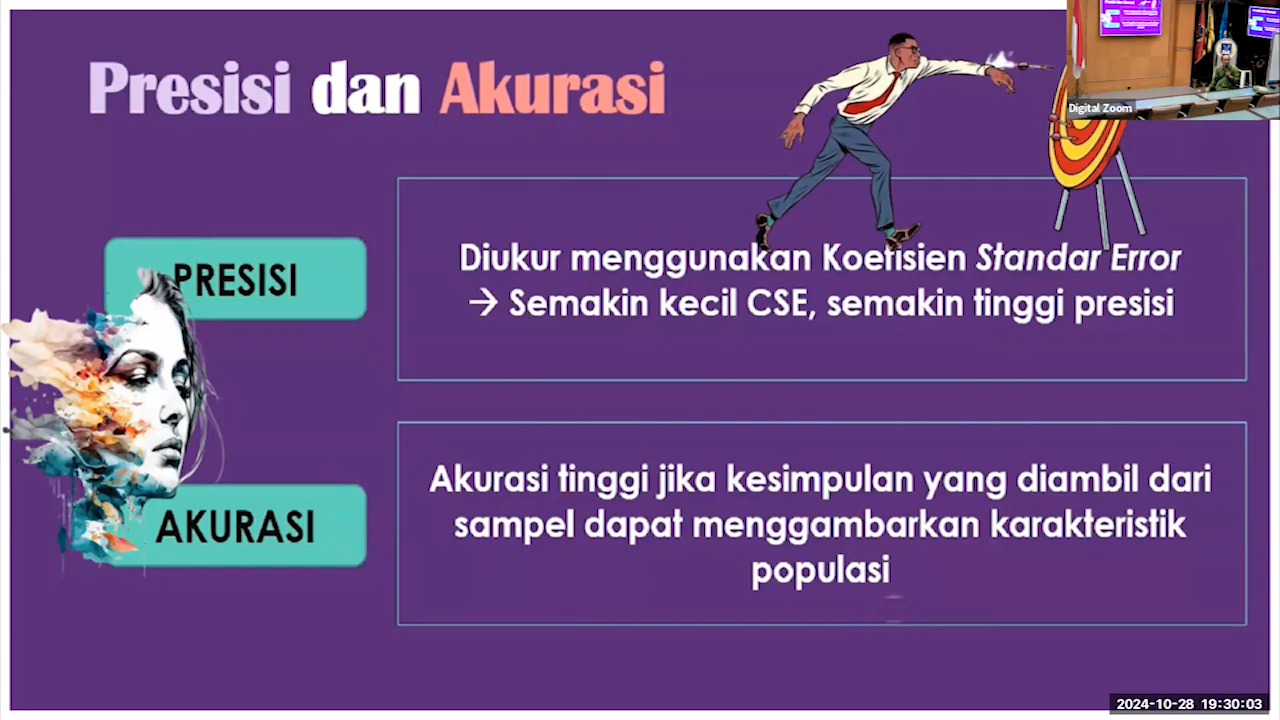 Presisi dan Akurasi
Digital Zoom
PRESISI
Diukur menggunakan Koefisien Standar Error
→ Semakin kecil CSE, semakin tinggi presisi
AKURASI
Akurasi tinggi jika kesimpulan yang diambil dari
sampel dapat menggambarkan karakteristik
populasi
2024-10-28 19:30:03